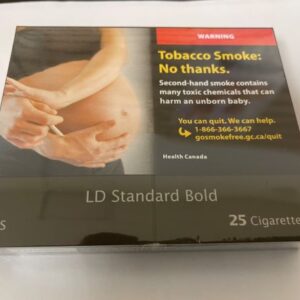 WARNING
Tobacco Smoke:
No thanks.
Second-hand smoke contains
many toxic chemicals that can
harm an unborn baby.
You can quit. We can help.
1-866-366-3667
gosmokefree.gc.ca/quit
Health Canada
LD Standard Bold
25 Cigarette